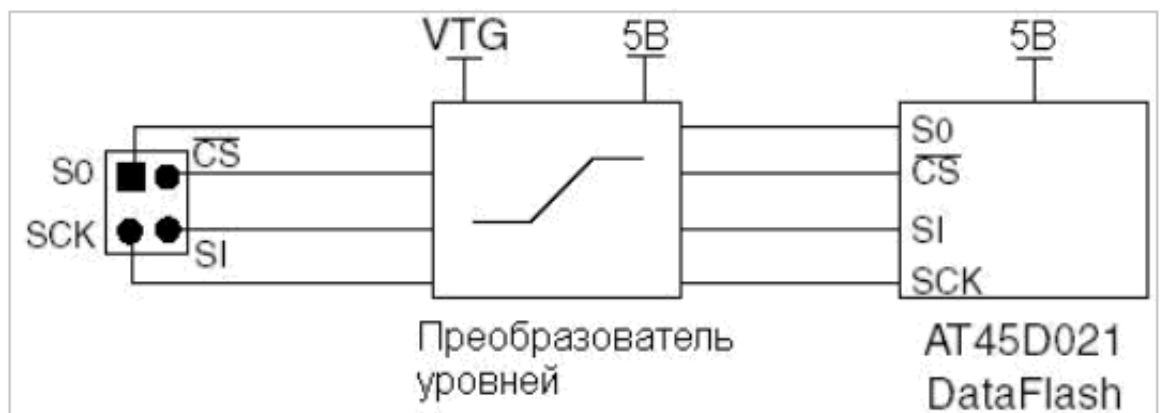 VTG
5В
5В
S0
CS
SCK
SI
S0
CS
SI
SCK
Преобразователь
уровней
AT45D021
DataFlash